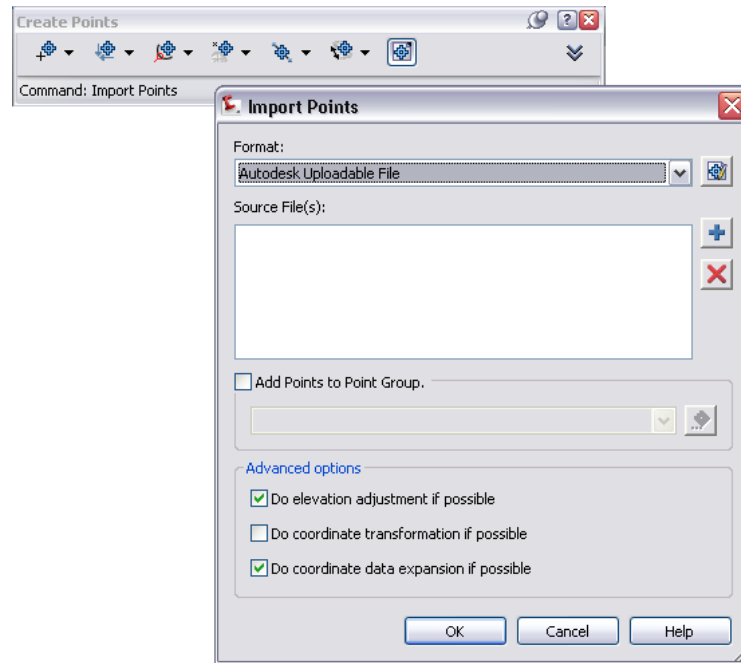 Create Points
Command: Import Points
Import Points
Format:
Autodesk Uploadable File
Source File(s):
Add Points to Point Group.
Advanced options
Do elevation adjustment if possible
Do coordinate transformation if possible
Do coordinate data expansion if possible
OK Cancel Help